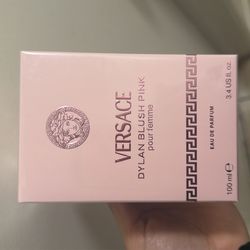 VERSACE
DYLAN BLUSH PINK
pour femme
EAU DE PARFUM
100 ml ℮
3.4 US fl. oz.